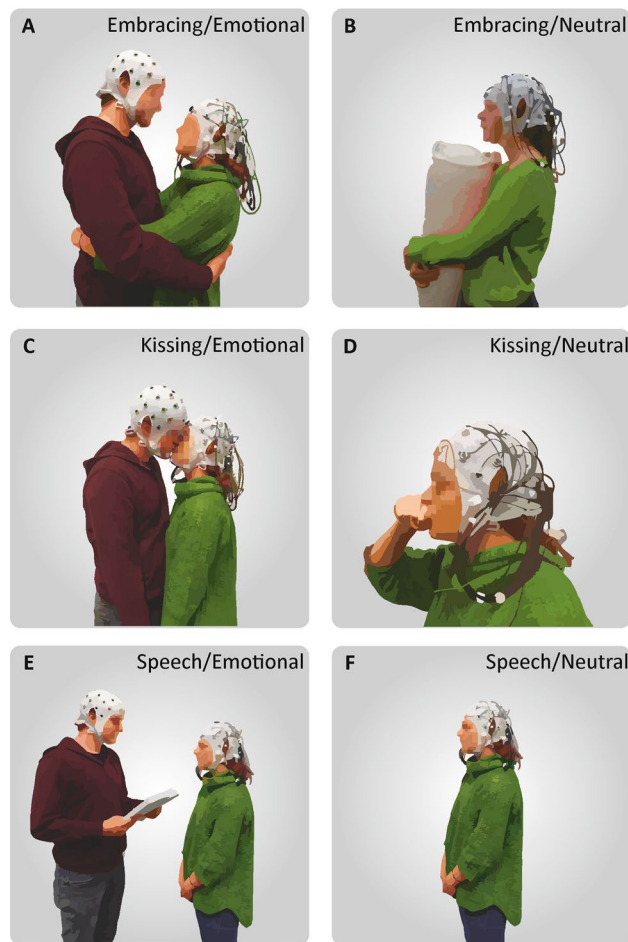 A Embracing/Emotional
B Embracing/Neutral
C Kissing/Emotional
D Kissing/Neutral
E Speech/Emotional
F Speech/Neutral